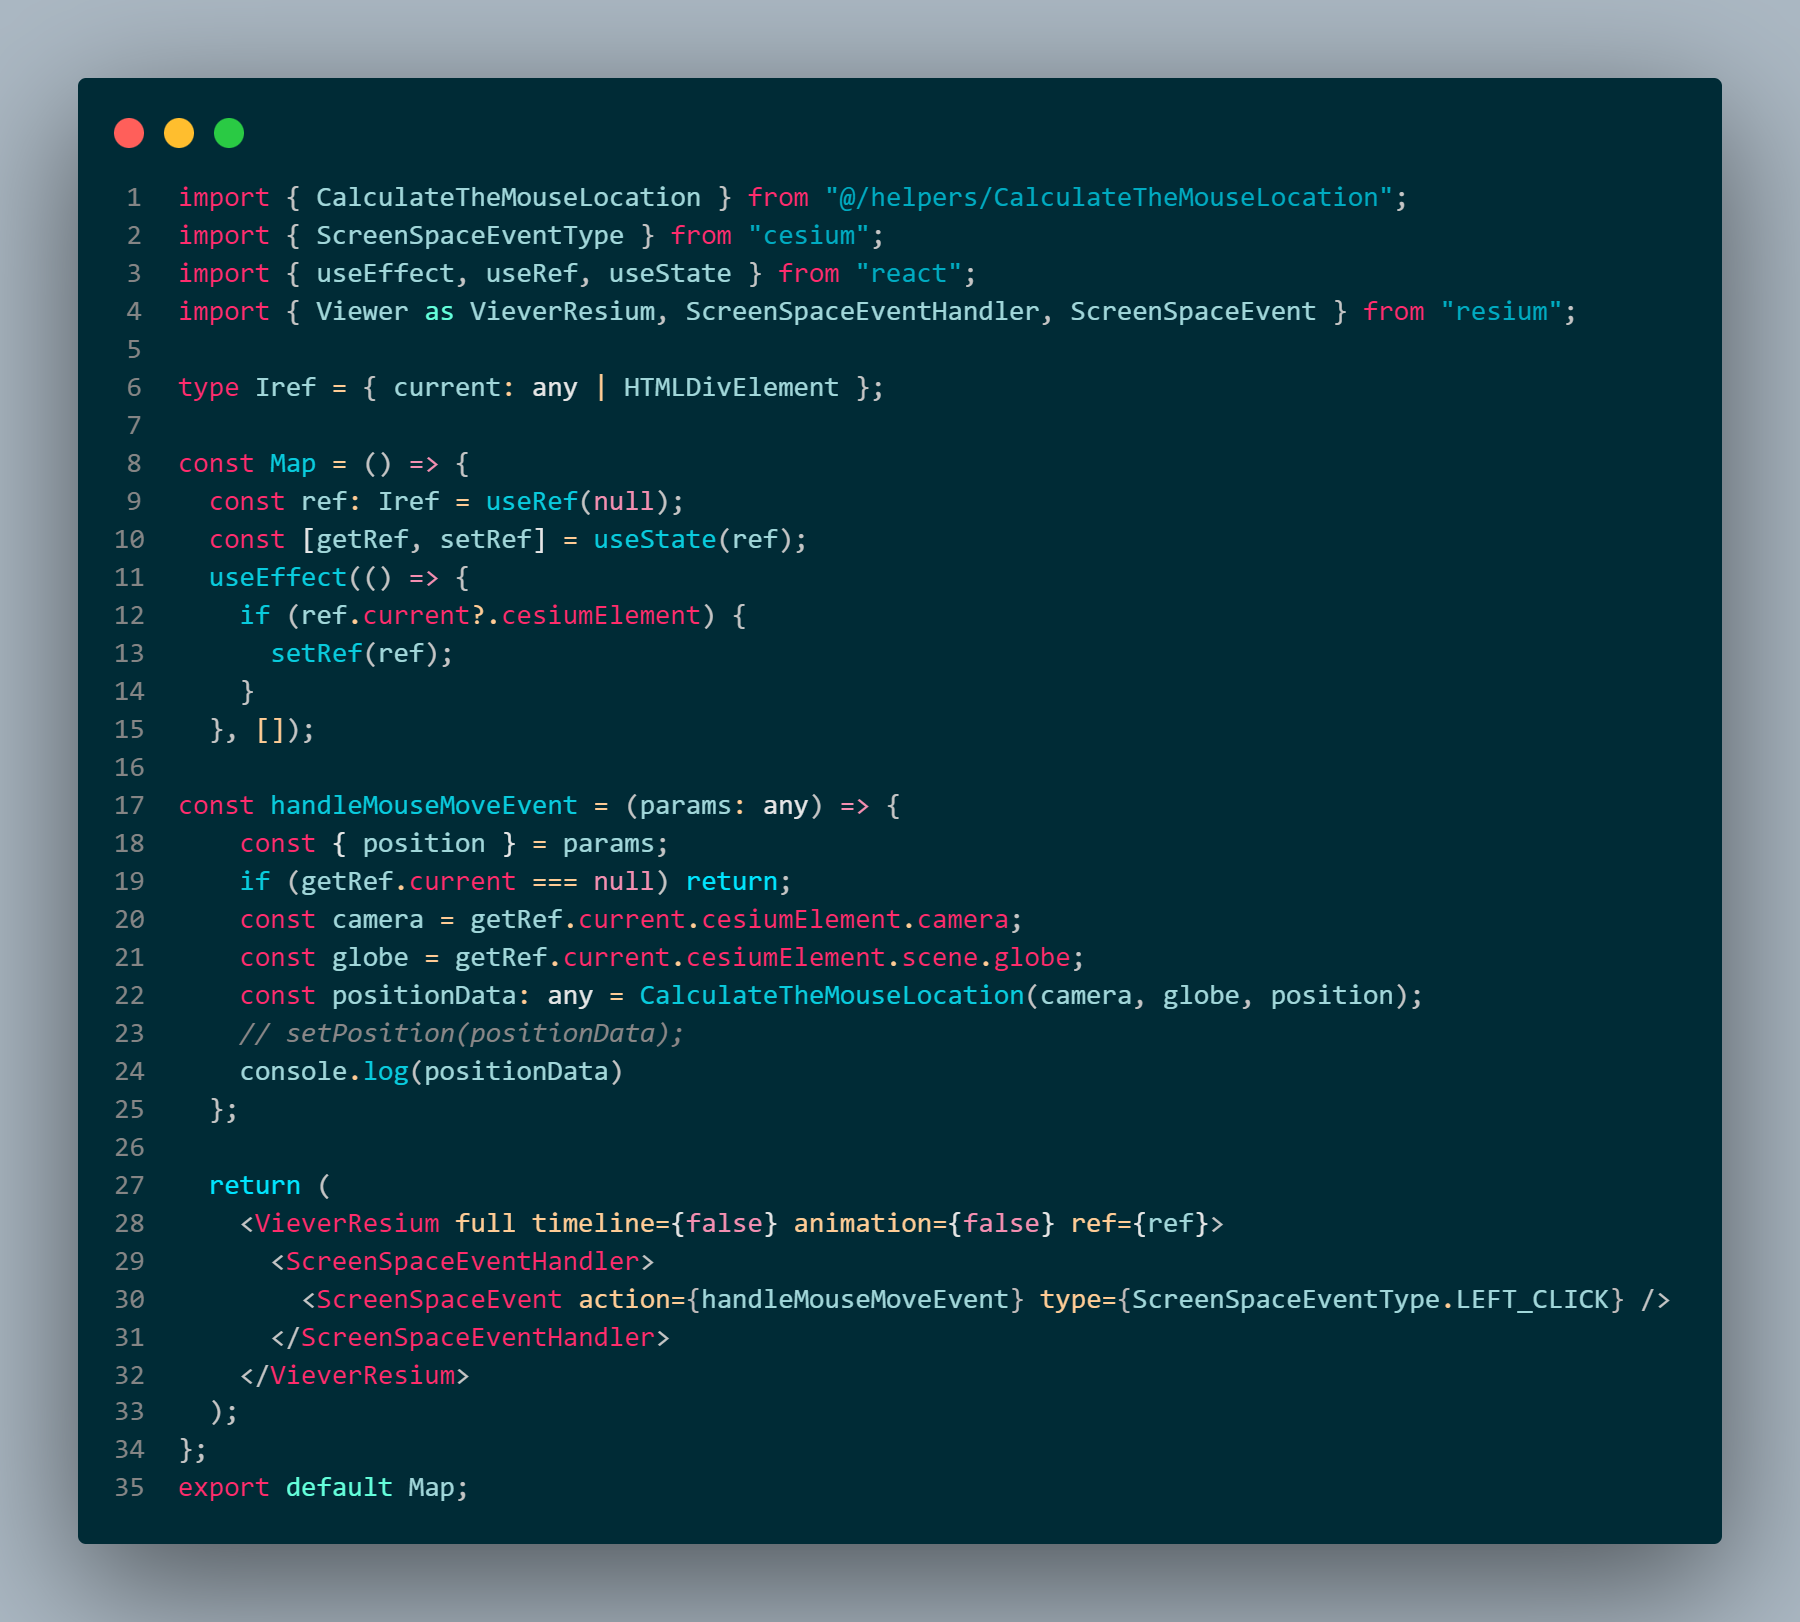 1 import { CalculateTheMouseLocation } from "@/helpers/CalculateTheMouseLocation";
2 import { ScreenSpaceEventType } from "cesium";
3 import { useEffect, useRef, useState } from "react";
4 import { Viewer as VieverResium, ScreenSpaceEventHandler, ScreenSpaceEvent } from "resium";
5
6 type Iref = { current: any | HTMLDivElement };
7
8 const Map = () => {
9   const ref: Iref = useRef(null);
10   const [getRef, setRef] = useState(ref);
11   useEffect(() => {
12     if (ref.current?.cesiumElement) {
13       setRef(ref);
14     }
15   }, []);
16
17 const handleMouseMoveEvent = (params: any) => {
18     const { position } = params;
19     if (getRef.current === null) return;
20     const camera = getRef.current.cesiumElement.camera;
21     const globe = getRef.current.cesiumElement.scene.globe;
22     const positionData: any = CalculateTheMouseLocation(camera, globe, position);
23     // setPosition(positionData);
24     console.log(positionData)
25   };
26
27   return (
28     <VieverResium full timeline={false} animation={false} ref={ref}>
29       <ScreenSpaceEventHandler>
30         <ScreenSpaceEvent action={handleMouseMoveEvent} type={ScreenSpaceEventType.LEFT_CLICK} />
31       </ScreenSpaceEventHandler>
32     </VieverResium>
33   );
34 };
35 export default Map;